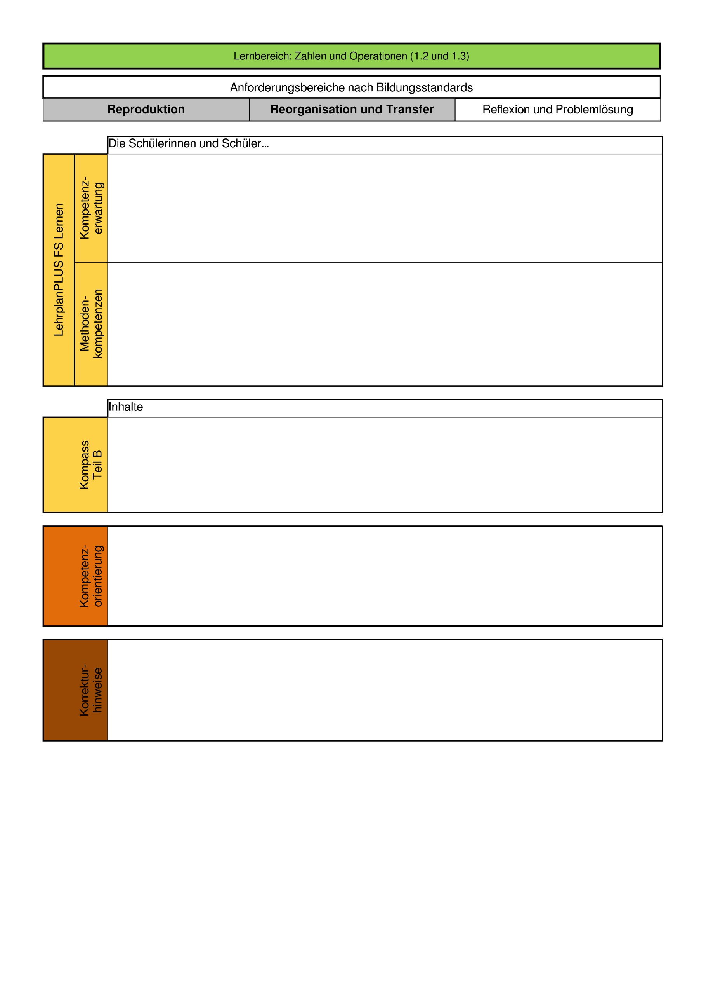 Lernbereich: Zahlen und Operationen (1.2 und 1.3)
Anforderungsbereiche nach Bildungsstandards
Reproduktion
Reorganisation und Transfer
Reflexion und Problemlösung
Die Schülerinnen und Schüler...
LehrplanPLUS FS Lernen
Kompetenz-
erwartung
Methoden-
kompetenzen
Inhalte
Kompass
Teil B
Kompetenz-
orientierung
Korrektur-
hinweise